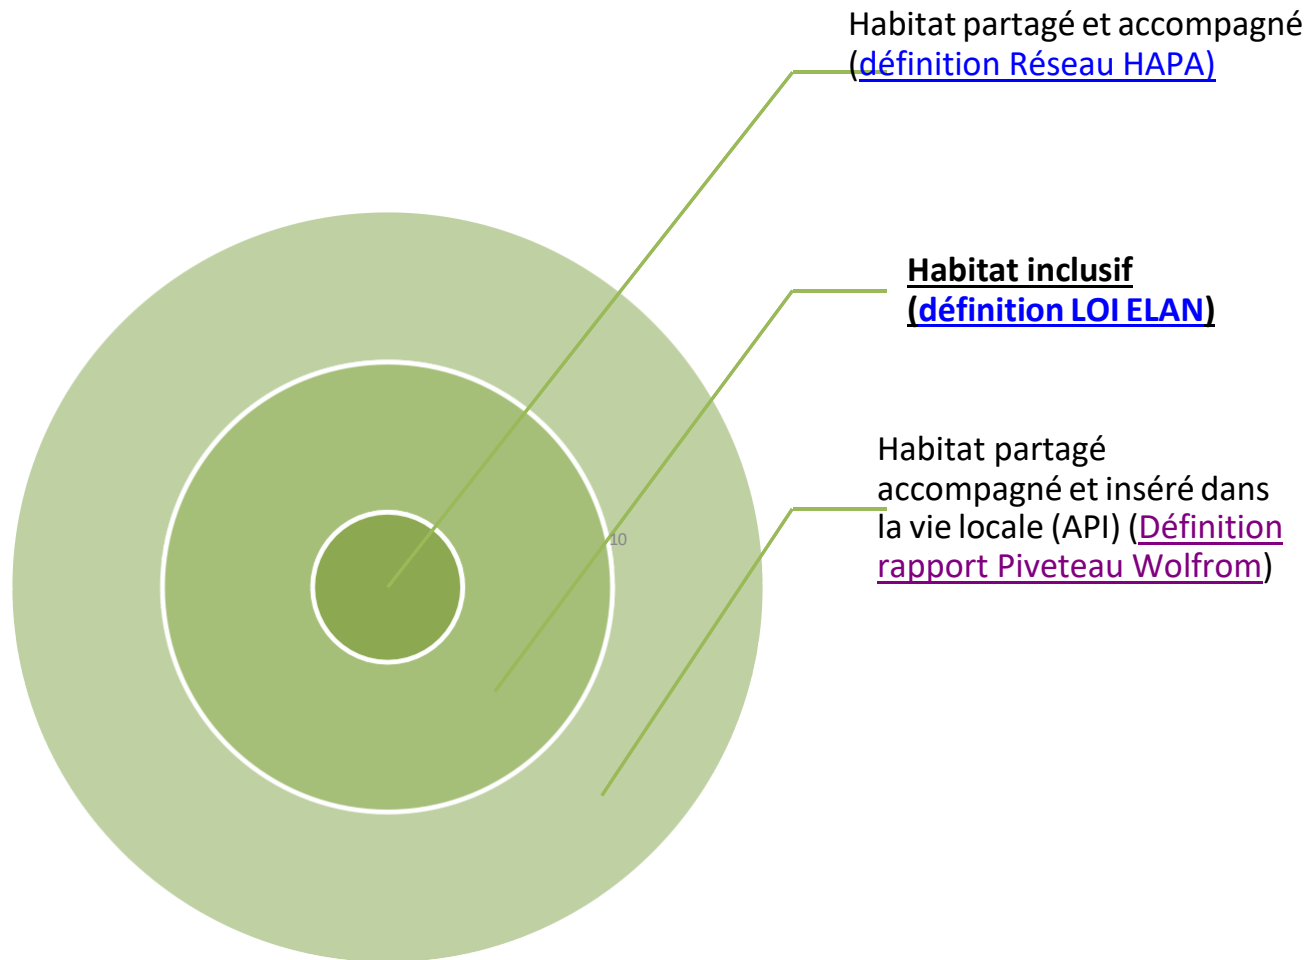 Habitat partagé et accompagné
(définition Réseau HAPA)
Habitat inclusif
(définition LOI ELAN)
Habitat partagé
accompagné et inséré dans
la vie locale (API) (Définition
rapport Piveteau Wolfrom)
10